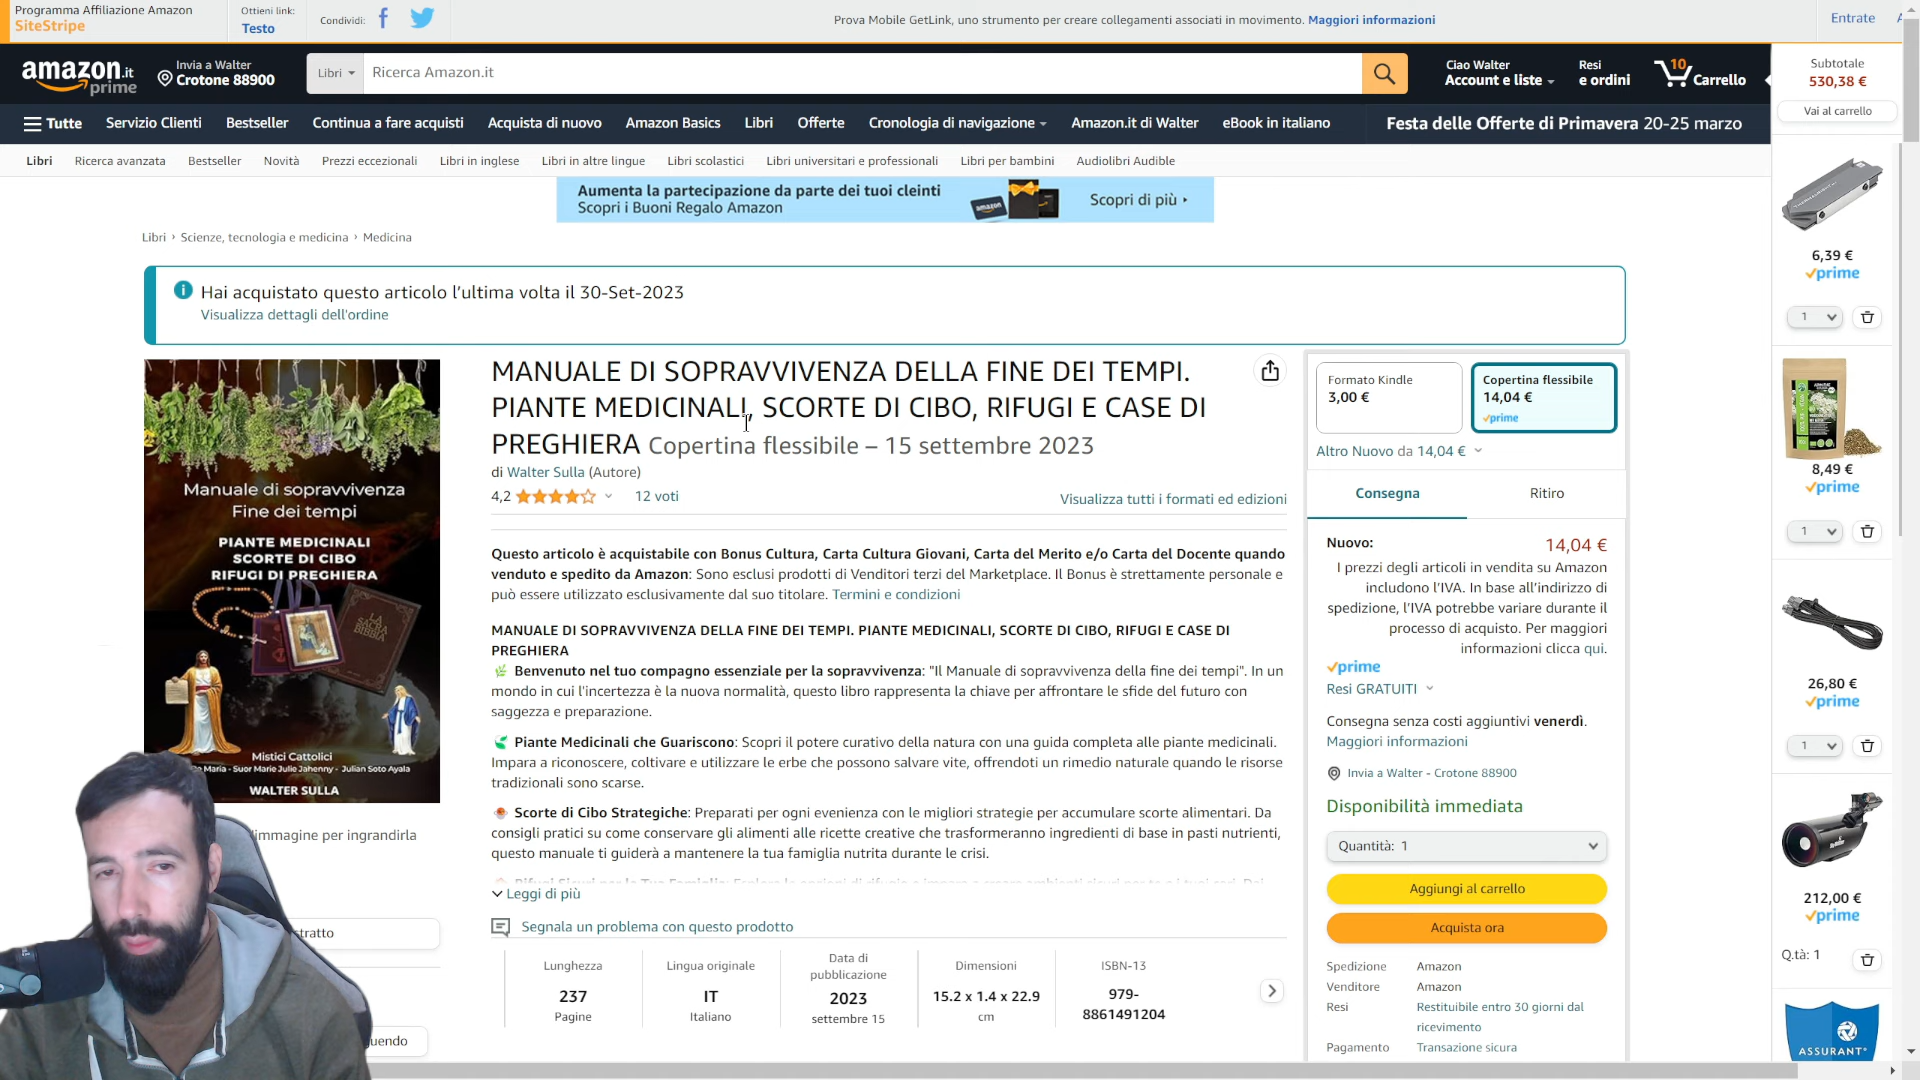 Programma Affiliazione Amazon
SiteStripe
Ottieni link:
Testo
Condividi:
Prova Mobile GetLink, uno strumento per creare collegamenti associati in movimento. Maggiori informazioni
Entrate
amazon.it
prime
Invia a Walter
Crotone 88900
Libri
Ricerca Amazon.it
Ciao Walter
Account e liste
Resi
e ordini
10
Carrello
Subtotale
530,38 €
Vai al carrello
Tutte
Servizio Clienti
Bestseller
Continua a fare acquisti
Acquista di nuovo
Amazon Basics
Libri
Offerte
Cronologia di navigazione
Amazon.it di Walter
eBook in italiano
Festa delle Offerte di Primavera 20-25 marzo
Libri
Ricerca avanzata
Bestseller
Novità
Prezzi eccezionali
Libri in inglese
Libri in altre lingue
Libri scolastici
Libri universitari e professionali
Libri per bambini
Audiolibri Audible
Aumenta la partecipazione da parte dei tuoi cleinti
Scopri i Buoni Regalo Amazon
amazon
Scopri di più
Libri › Scienze, tecnologia e medicina › Medicina
Hai acquistato questo articolo l'ultima volta il 30-Set-2023
Visualizza dettagli dell'ordine
Manuale di sopravvivenza
Fine dei tempi
PIANTE MEDICINALI
SCORTE DI CIBO
RIFUGI DI PREGHIERA
LA SACRA BIBBIA
Mistici Cattolici
Maria - Suor Marie Julie Jahenny - Julian Soto Ayala
WALTER SULLA
immagine per ingrandirla
MANUALE DI SOPRAVVIVENZA DELLA FINE DEI TEMPI.
PIANTE MEDICINALI, SCORTE DI CIBO, RIFUGI E CASE DI
PREGHIERA Copertina flessibile – 15 settembre 2023
di Walter Sulla (Autore)
4,2
12 voti
Visualizza tutti i formati ed edizioni
Questo articolo è acquistabile con Bonus Cultura, Carta Cultura Giovani, Carta del Merito e/o Carta del Docente quando
venduto e spedito da Amazon: Sono esclusi prodotti di Venditori terzi del Marketplace. Il Bonus è strettamente personale e
può essere utilizzato esclusivamente dal suo titolare. Termini e condizioni
MANUALE DI SOPRAVVIVENZA DELLA FINE DEI TEMPI. PIANTE MEDICINALI, SCORTE DI CIBO, RIFUGI E CASE DI
PREGHIERA
Benvenuto nel tuo compagno essenziale per la sopravvivenza: "Il Manuale di sopravvivenza della fine dei tempi". In un
mondo in cui l'incertezza è la nuova normalità, questo libro rappresenta la chiave per affrontare le sfide del futuro con
saggezza e preparazione.
Piante Medicinali che Guariscono: Scopri il potere curativo della natura con una guida completa alle piante medicinali.
Impara a riconoscere, coltivare e utilizzare le erbe che possono salvare vite, offrendoti un rimedio naturale quando le risorse
tradizionali sono scarse.
Scorte di Cibo Strategiche: Preparati per ogni evenienza con le migliori strategie per accumulare scorte alimentari. Da
consigli pratici su come conservare gli alimenti alle ricette creative che trasformeranno ingredienti di base in pasti nutrienti,
questo manuale ti guiderà a mantenere la tua famiglia nutrita durante le crisi.
Leggi di più
Segnala un problema con questo prodotto
Lunghezza
237
Pagine
Lingua originale
IT
Italiano
Data di
pubblicazione
2023
settembre 15
Dimensioni
15.2 x 1.4 x 22.9
cm
ISBN-13
979-
8861491204
Formato Kindle
3,00 €
Copertina flessibile
14,04 €
prime
Altro Nuovo da 14,04 €
Consegna
Ritiro
Nuovo:
14,04 €
I prezzi degli articoli in vendita su Amazon
includono l'IVA. In base all'indirizzo di
spedizione, l'IVA potrebbe variare durante il
processo di acquisto. Per maggiori
informazioni clicca qui.
prime
Resi GRATUITI
Consegna senza costi aggiuntivi venerdì.
Maggiori informazioni
Invia a Walter - Crotone 88900
Disponibilità immediata
Quantità: 1
Aggiungi al carrello
Acquista ora
Spedizione Amazon
Venditore Amazon
Resi Restituibile entro 30 giorni dal
ricevimento
Pagamento Transazione sicura
6,39 €
prime
1
8,49 €
prime
1
26,80 €
prime
1
212,00 €
prime
Q.tà: 1
ASSURANT